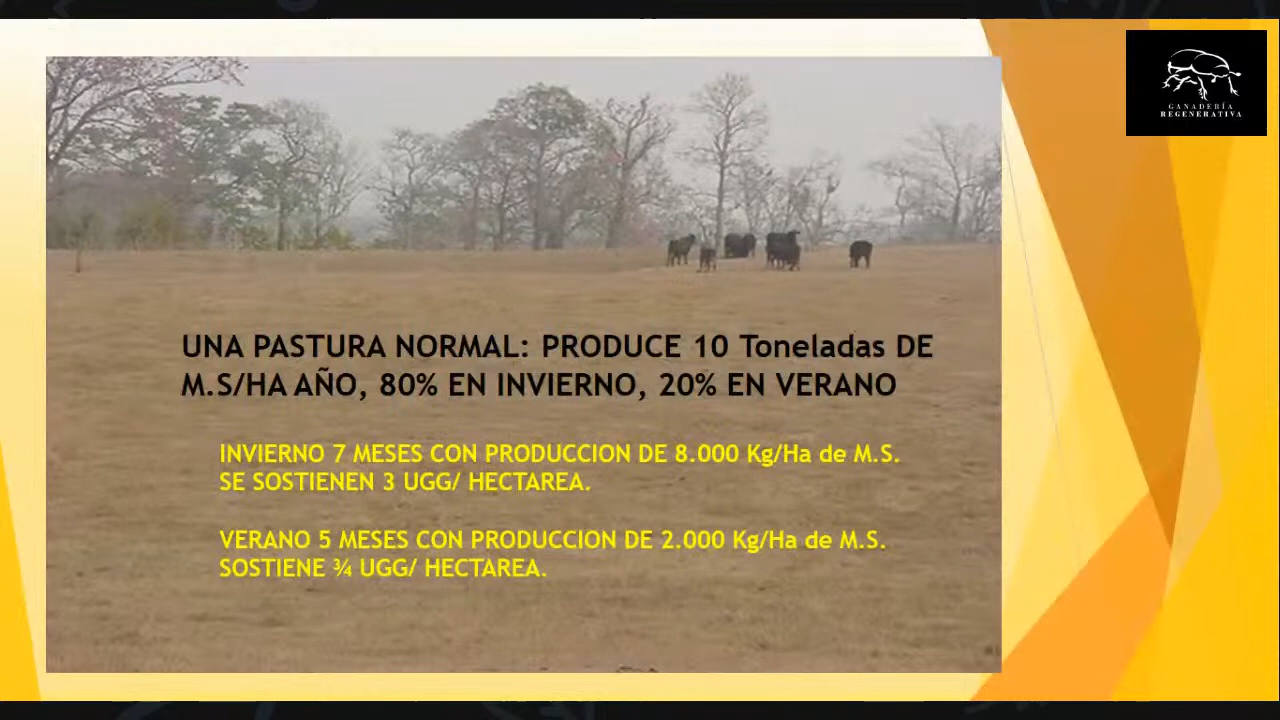 GANADERÍA
REGENERATIVA
UNA PASTURA NORMAL: PRODUCE 10 Toneladas DE
M.S/HA AÑO, 80% EN INVIERNO, 20% EN VERANO
INVIERNO 7 MESES CON PRODUCCION DE 8.000 Kg/Ha de M.S.
SE SOSTIENEN 3 UGG/ HECTAREA.
VERANO 5 MESES CON PRODUCCION DE 2.000 Kg/Ha de M.S.
SOSTIENE ¾ UGG/ HECTAREA.